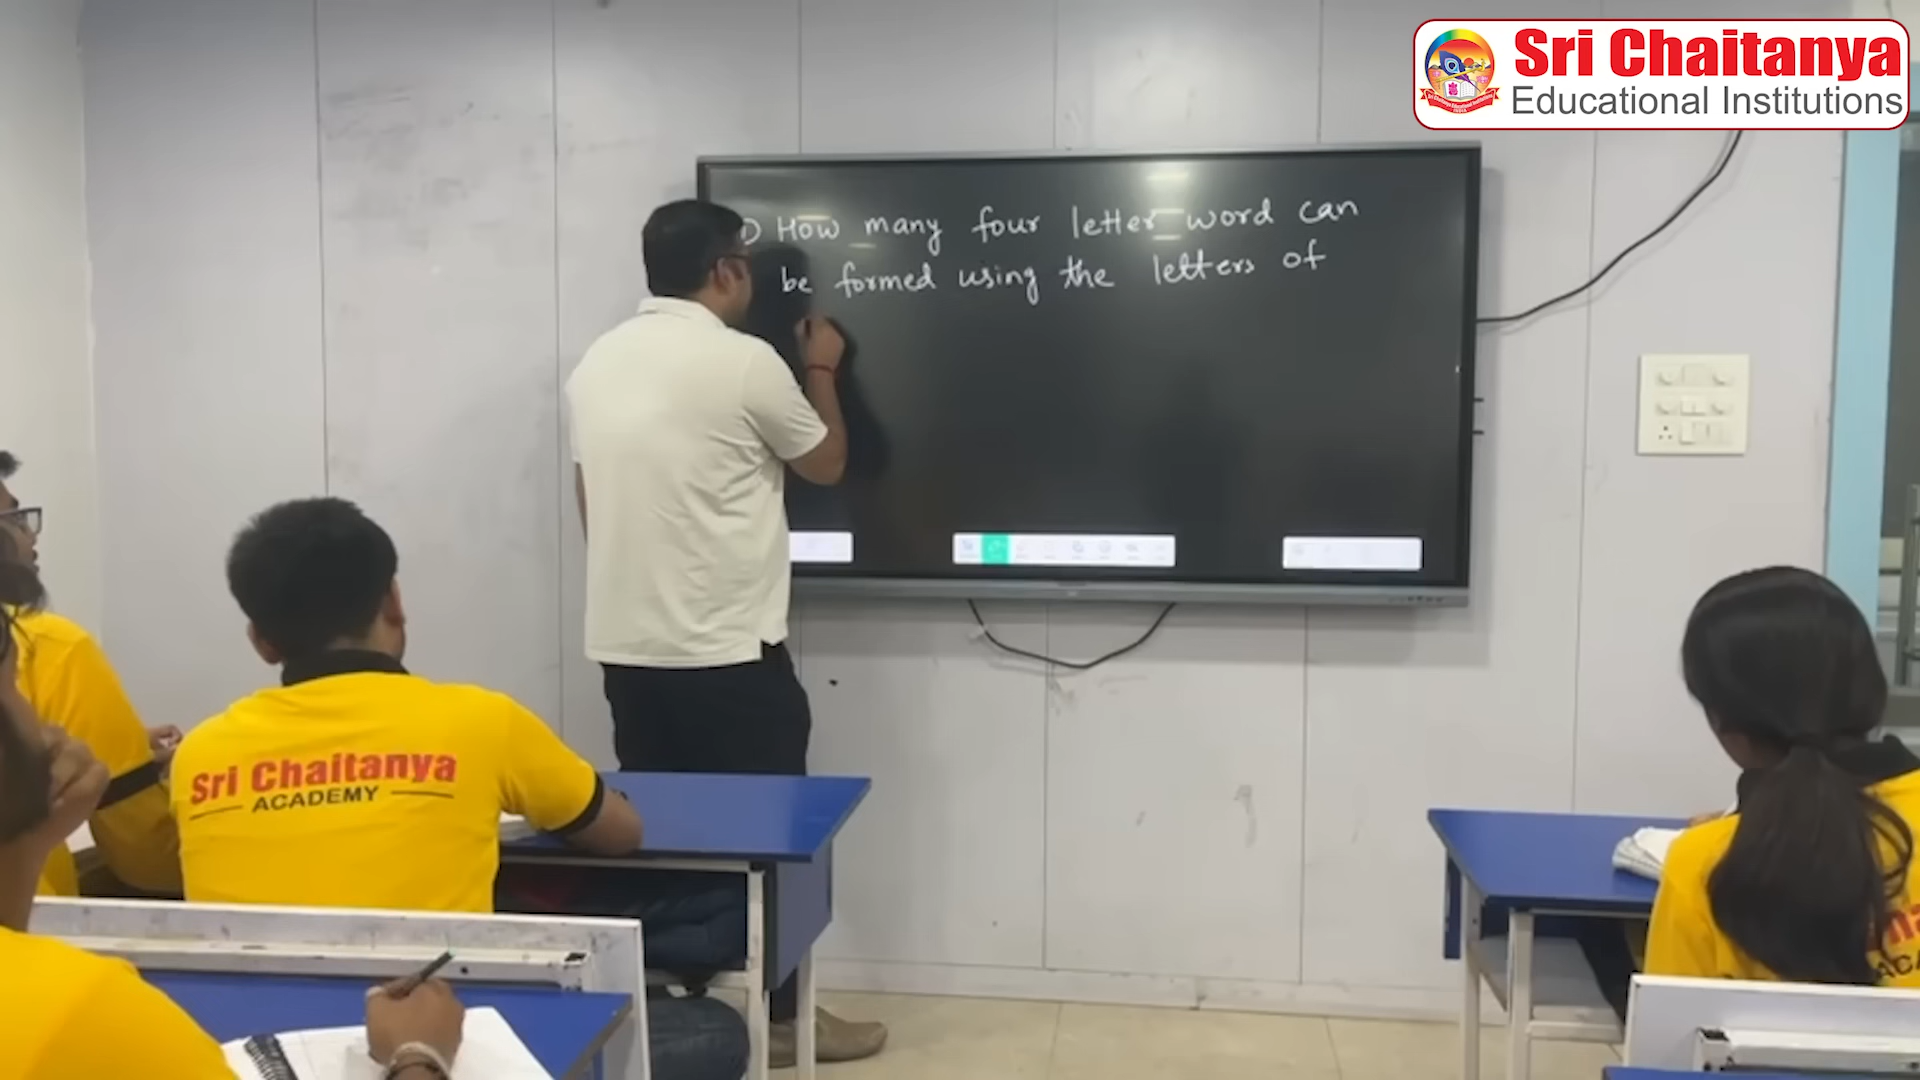 Sri Chaitanya
Educational Institutions
1) How many four letter word can
be formed using the letters of
Sri Chaitanya
ACADEMY